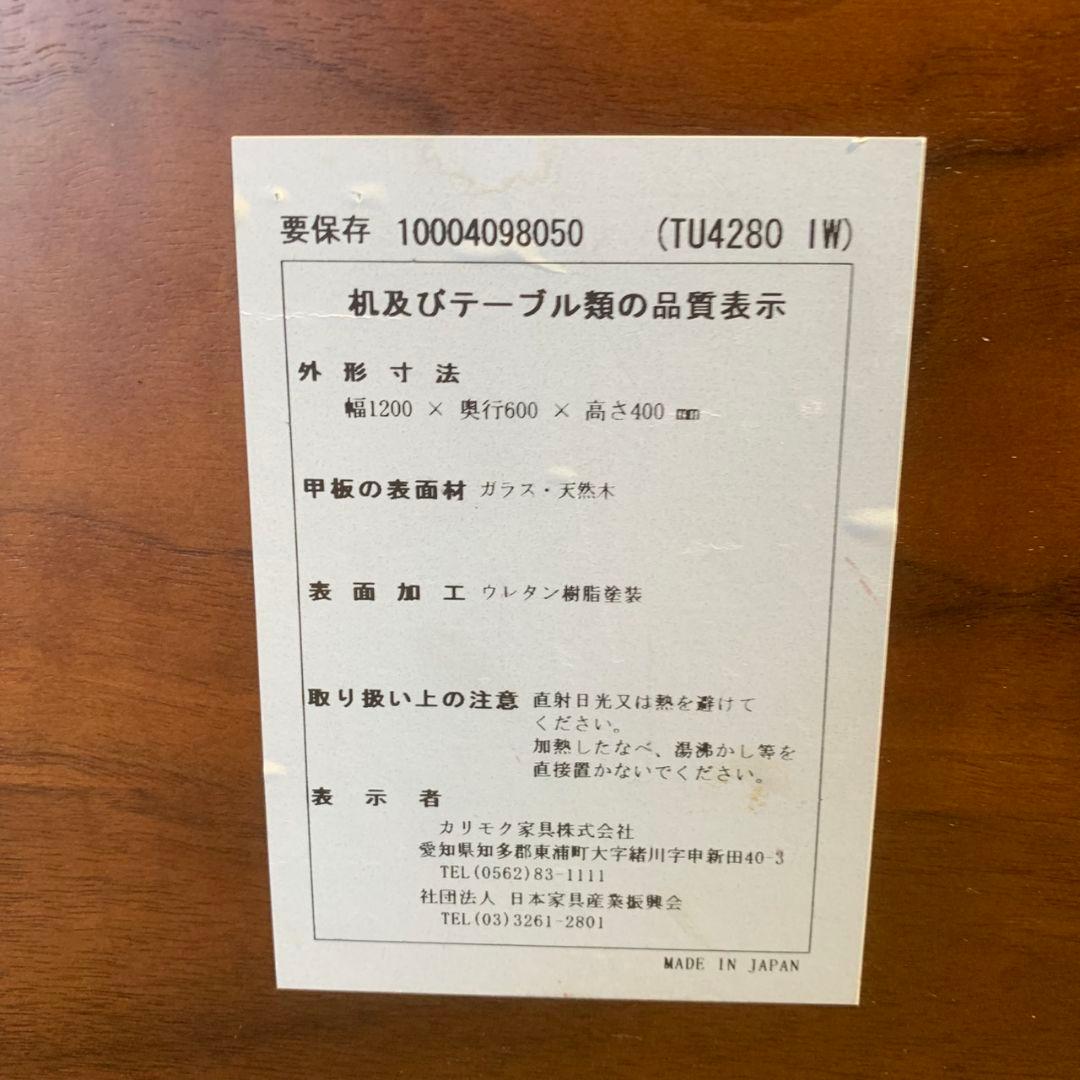 要保存 10004098050 (TU4280 IW)
机及びテーブル類の品質表示
外形寸法
幅1200 × 奥行600 × 高さ400 ㎜
甲板の表面材 ガラス・天然木
表面加工 ウレタン樹脂塗装
取り扱い上の注意 直射日光又は熱を避けて
ください。
加熱したなべ、湯沸かし等を
直接置かないでください。
表示者
カリモク家具株式会社
愛知県知多郡東浦町大字緒川字申新田40-3
TEL(0562)83-1111
社団法人 日本家具産業振興会
TEL(03)3261-2801
MADE IN JAPAN